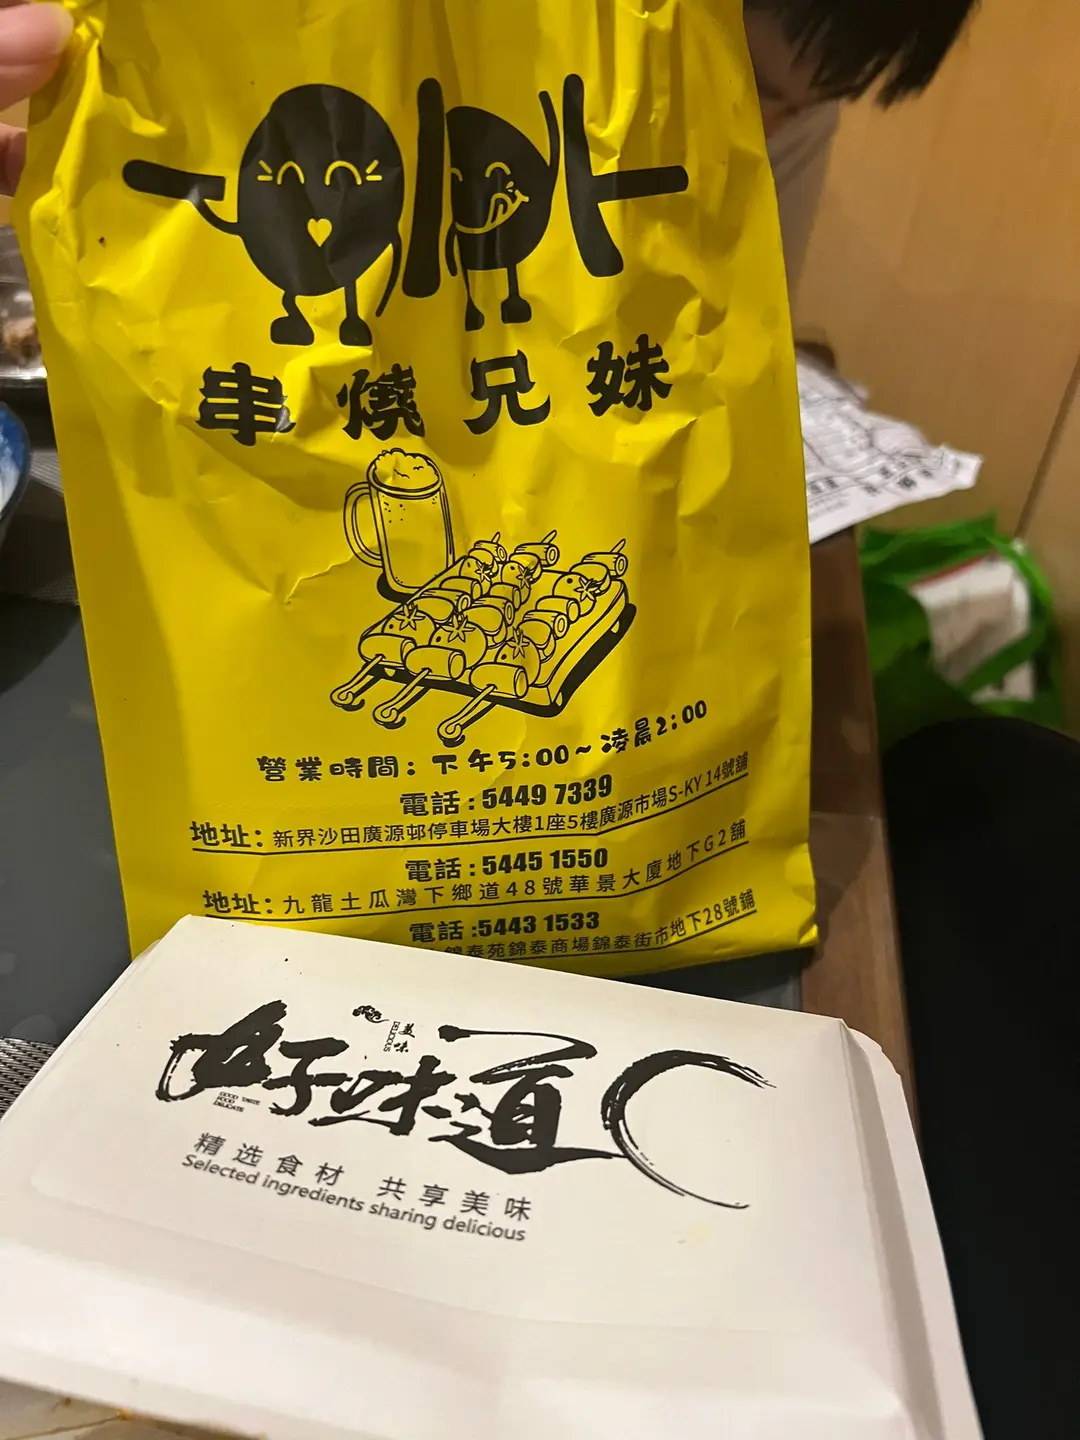 串燒兄妹
營業時間：下午5:00~凌晨2:00
電話：5449 7339
地址：新界沙田廣源邨停車場大樓1座5樓廣源市場S-KY 14號舖
電話：5445 1550
地址：九龍土瓜灣下鄉道48號華景大廈地下G2舖
電話：5443 1533
錦泰苑錦泰商場錦泰街市地下28號舖
美味
DELICIOUS
好味道
GOOD TASTE
FOOD
DELICATE
精选食材 共享美味
Selected ingredients sharing delicious